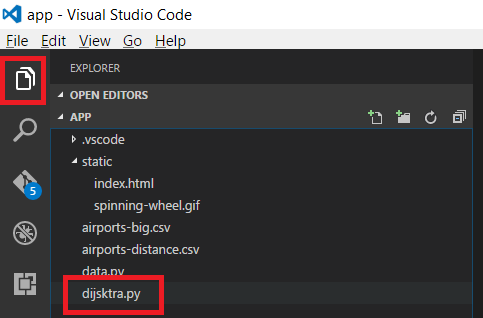 app - Visual Studio Code
File Edit View Go Help
EXPLORER
OPEN EDITORS
APP
.vscode
static
index.html
spinning-wheel.gif
airports-big.csv
airports-distance.csv
data.py
dijsktra.py
5